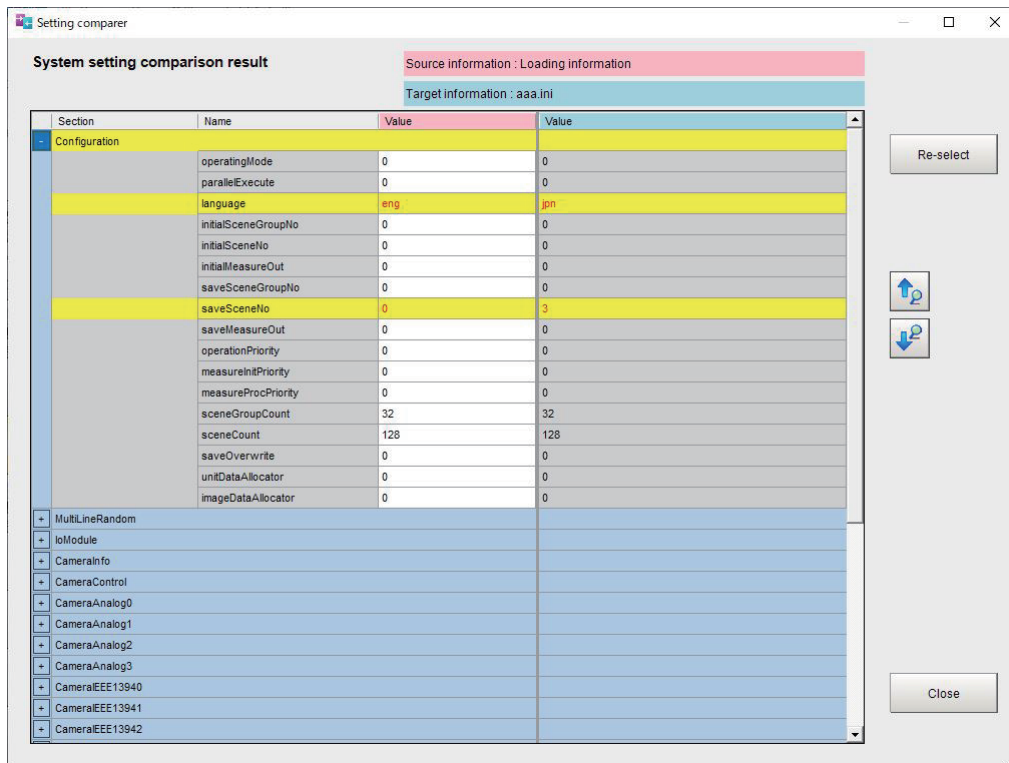 Setting comparer
System setting comparison result
Source information : Loading information
Target information : aaa.ini
Section Name Value Value
- Configuration
operatingMode 0 0
parallelExecute 0 0
language eng jpn
initialSceneGroupNo 0 0
initialSceneNo 0 0
initialMeasureOut 0 0
saveSceneGroupNo 0 0
saveSceneNo 0 3
saveMeasureOut 0 0
operationPriority 0 0
measureInitPriority 0 0
measureProcPriority 0 0
sceneGroupCount 32 32
sceneCount 128 128
saveOverwrite 0 0
unitDataAllocator 0 0
imageDataAllocator 0 0
+ MultiLineRandom
+ IoModule
+ CameraInfo
+ CameraControl
+ CameraAnalog0
+ CameraAnalog1
+ CameraAnalog2
+ CameraAnalog3
+ CameraIEEE13940
+ CameraIEEE13941
+ CameraIEEE13942
Re-select
Close